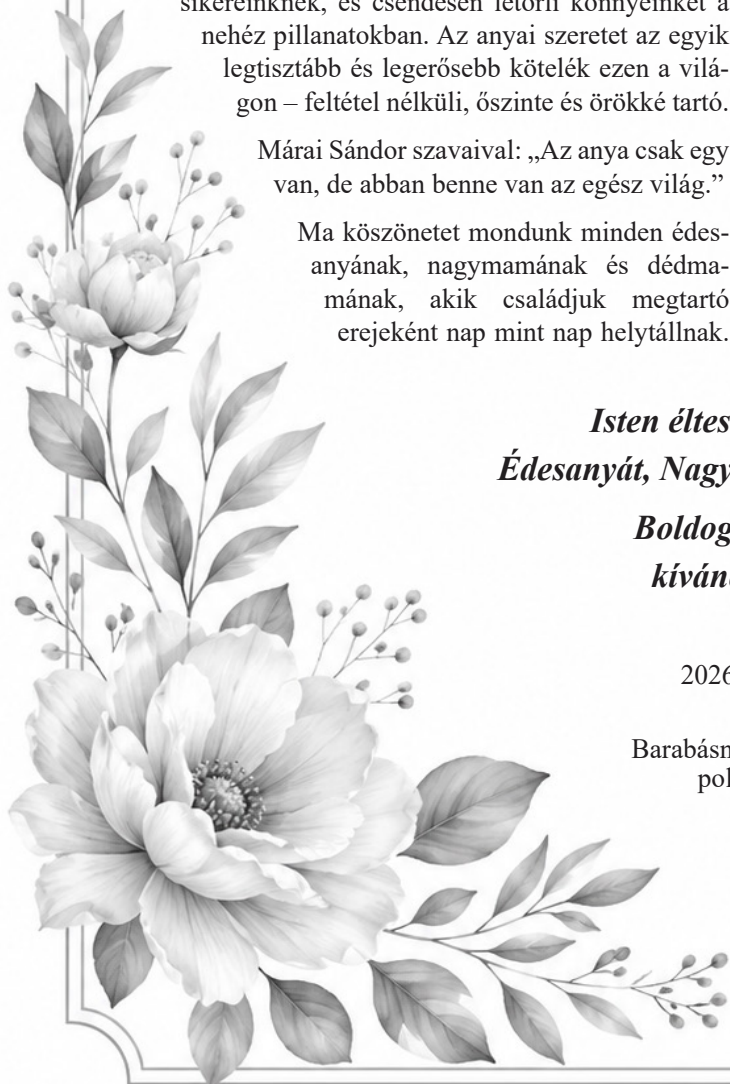 sikereinknek, és csendesen letörli könnyeinket a
nehéz pillanatokban. Az anyai szeretet az egyik
legtisztább és legerősebb kötelék ezen a vilá-
gon – feltétel nélküli, őszinte és örökké tartó.
Márai Sándor szavaival: „Az anya csak egy
van, de abban benne van az egész világ.”
Ma köszönetet mondunk minden édes-
anyának, nagymamának és dédma-
mának, akik családjuk megtartó
erejeként nap mint nap helytállnak.
Isten éltes
Édesanyát, Nagy
Boldog
kíván
2026
Barabásn
pol